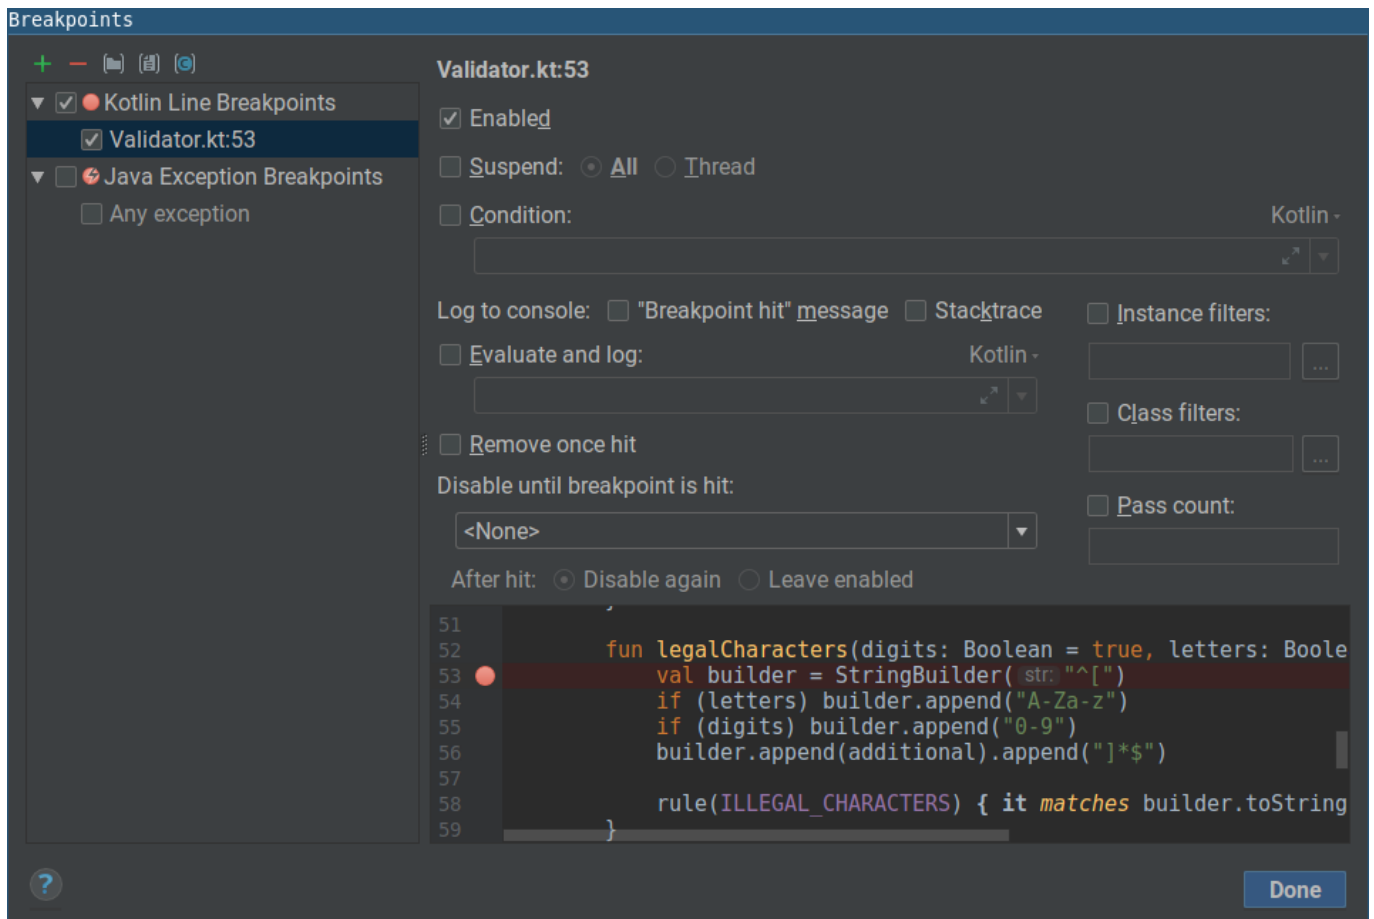 Breakpoints
Kotlin Line Breakpoints
Validator.kt:53
Java Exception Breakpoints
Any exception
Validator.kt:53
Enabled
Suspend: All Thread
Condition: Kotlin
Log to console: "Breakpoint hit" message Stacktrace
Evaluate and log: Kotlin
Remove once hit
Disable until breakpoint is hit:
<None>
After hit: Disable again Leave enabled
Instance filters:
...
Class filters:
...
Pass count:
51
52 fun legalCharacters(digits: Boolean = true, letters: Boole
53 val builder = StringBuilder( str: "^[")
54 if (letters) builder.append("A-Za-z")
55 if (digits) builder.append("0-9")
56 builder.append(additional).append("]*$")
57
58 rule(ILLEGAL_CHARACTERS) { it matches builder.toString
59 }
?
Done